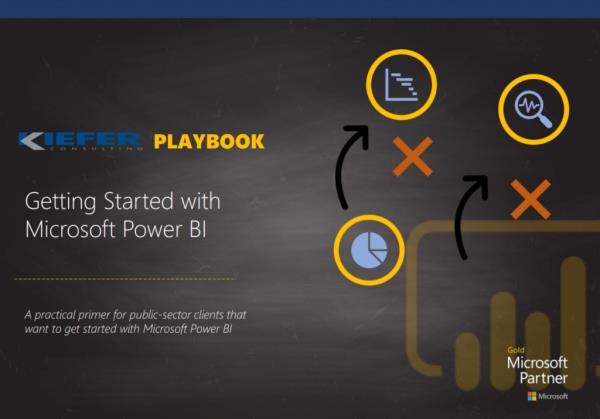 KIEFER PLAYBOOK
CONSULTING
Getting Started with
Microsoft Power BI
A practical primer for public-sector clients that
want to get started with Microsoft Power BI
Gold
Microsoft
Partner
Microsoft